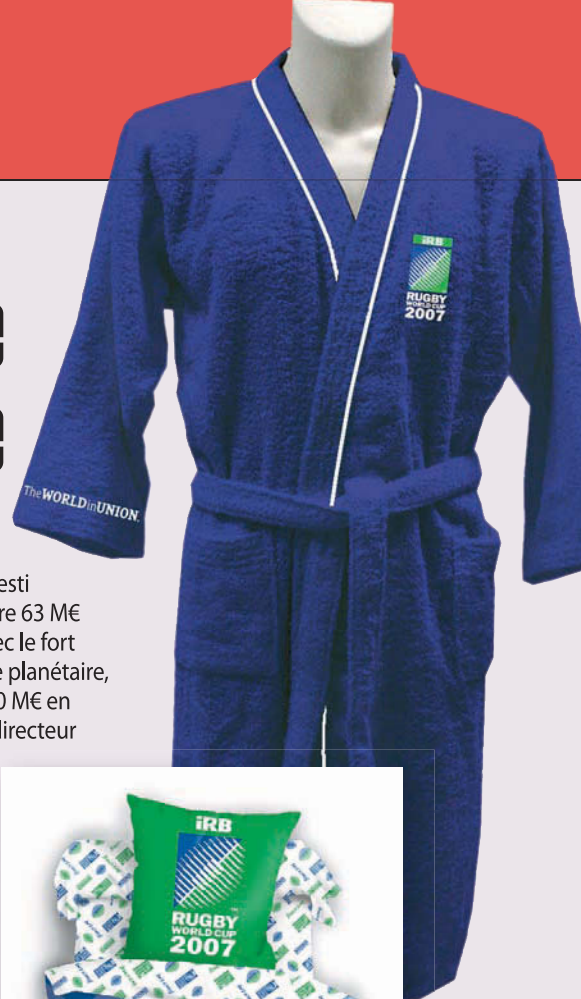 iRB
RUGBY
WORLD CUP
2007
e
e
The WORLD in UNION.
esti
re 63 M€
ec le fort
e planétaire,
0 M€ en
directeur
iRB
RUGBY
WORLD CUP
2007